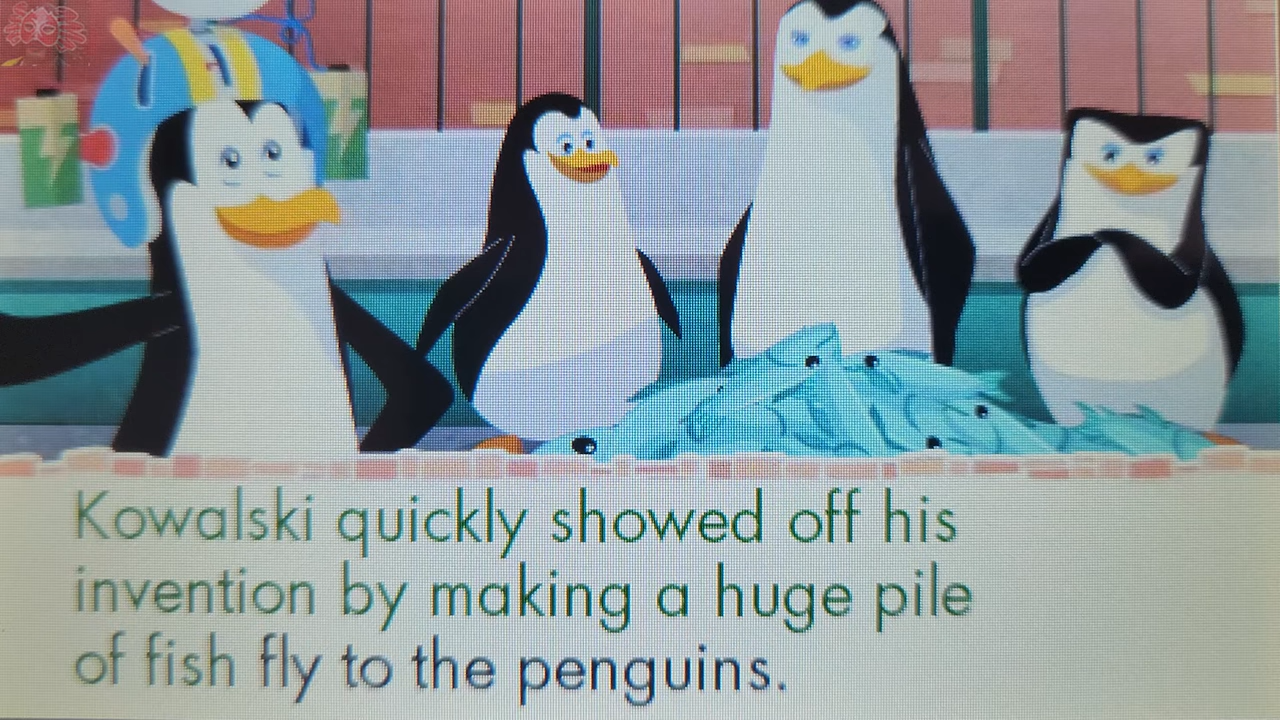 Kowalski quickly showed off his
invention by making a huge pile
of fish fly to the penguins.